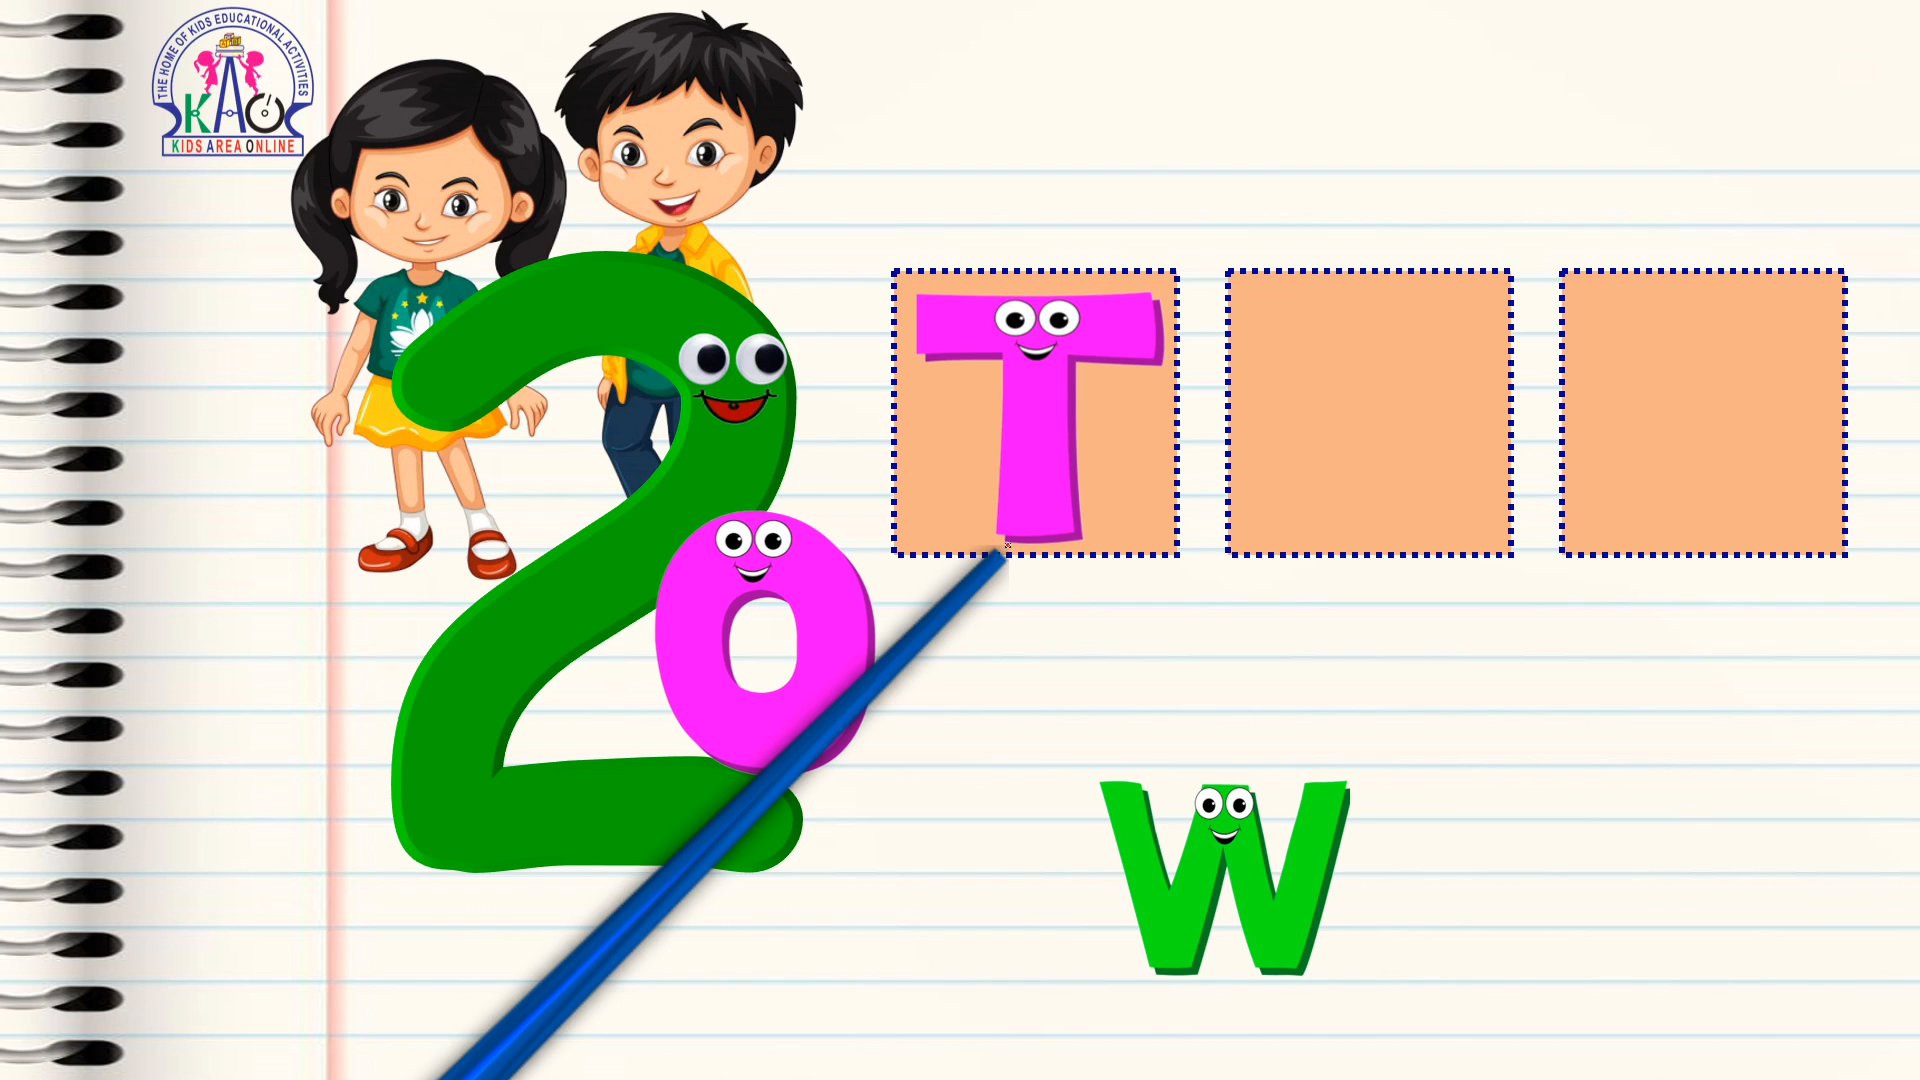 THE HOME OF KIDS EDUCATIONAL ACTIVITIES
KAO
KIDS AREA ONLINE
2
T
O
W